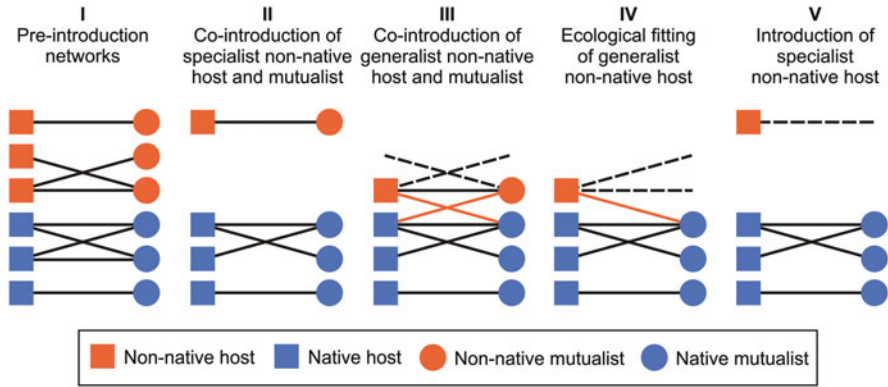 I
Pre-introduction
networks
II
Co-introduction of
specialist non-native
host and mutualist
III
Co-introduction of
generalist non-native
host and mutualist
IV
Ecological fitting
of generalist
non-native host
V
Introduction of
specialist
non-native host
Non-native host
Native host
Non-native mutualist
Native mutualist